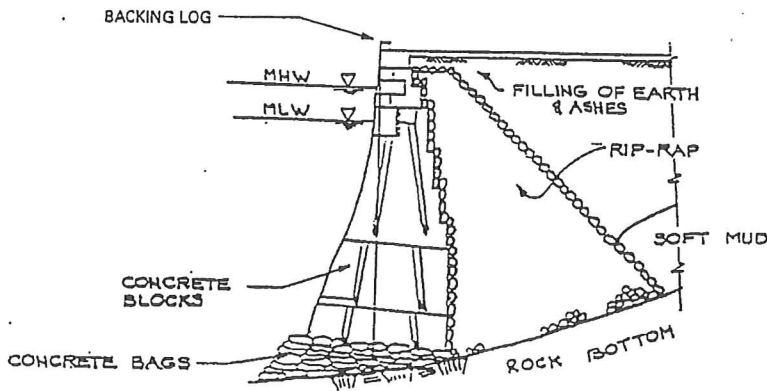 BACKING LOG
MHW
MLW
FILLING OF EARTH
& ASHES
RIP-RAP
SOFT MUD
CONCRETE
BLOCKS
CONCRETE BAGS
ROCK BOTTOM